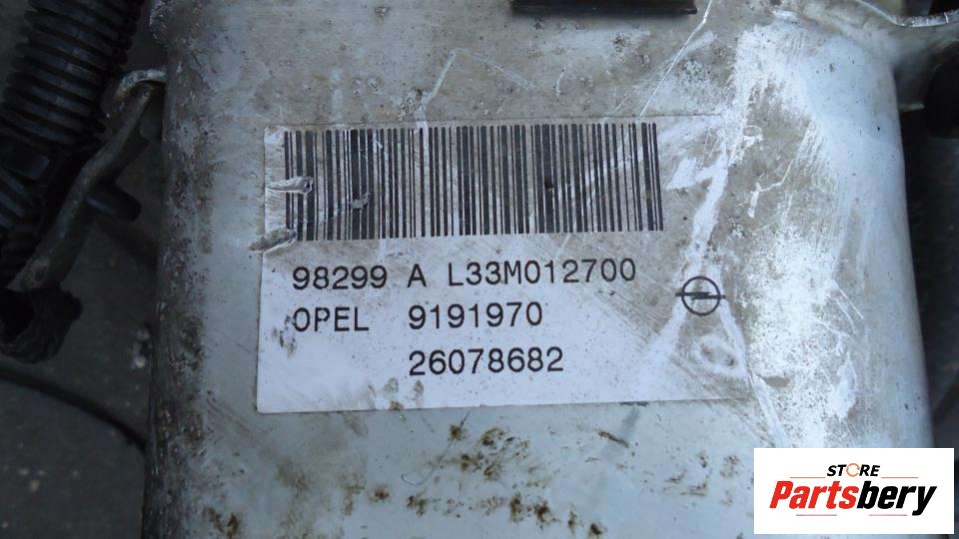 98299 A L33M012700
OPEL 9191970
26078682
STORE
Partsbery